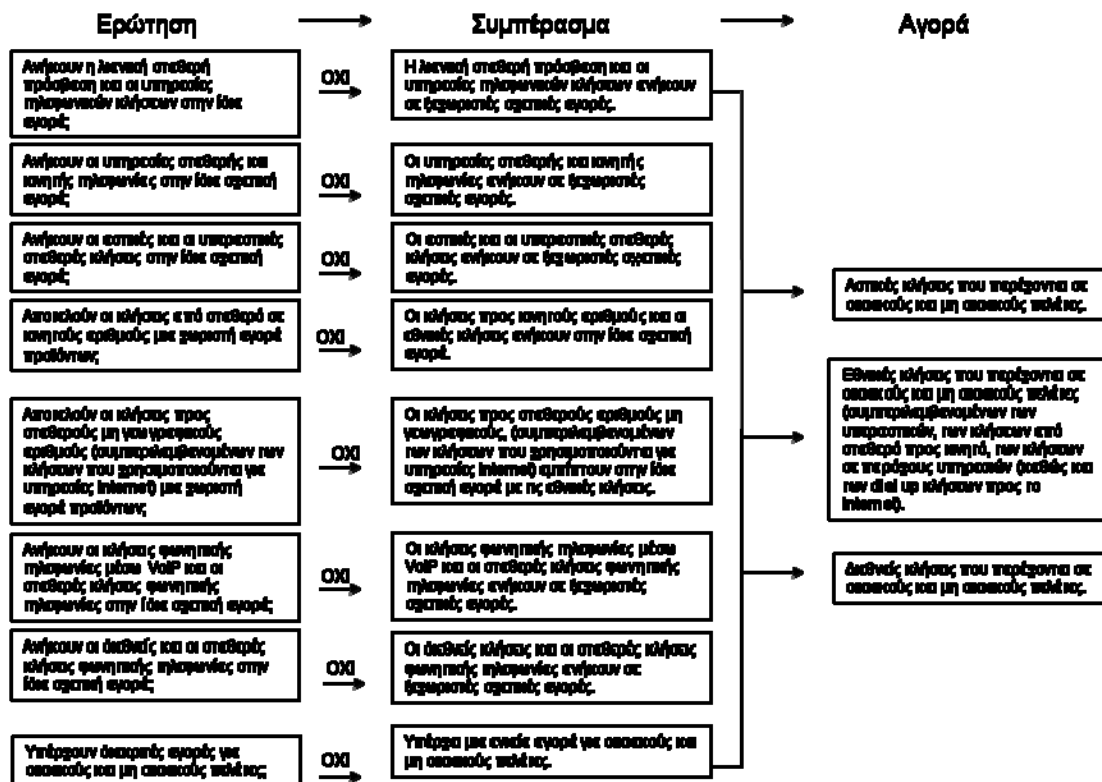 Ερώτηση
Συμπέρασμα
Αγορά
Ανήκουν η λιανική σταθερή
πρόσβαση και οι υπηρεσίες
τηλεφωνικών κλήσεων στην ίδια
αγορά;
ΟΧΙ
Η λιανική σταθερή πρόσβαση και οι
υπηρεσίες τηλεφωνικών κλήσεων ανήκουν
σε ξεχωριστές σχετικές αγορές.
Ανήκουν οι υπηρεσίες σταθερής και
κινητής τηλεφωνίας στην ίδια σχετική
αγορά;
ΟΧΙ
Οι υπηρεσίες σταθερής και κινητής
τηλεφωνίας ανήκουν σε ξεχωριστές
σχετικές αγορές.
Ανήκουν οι αστικές και οι υπεραστικές
σταθερές κλήσεις στην ίδια σχετική
αγορά;
ΟΧΙ
Οι αστικές και οι υπεραστικές σταθερές
κλήσεις ανήκουν σε ξεχωριστές σχετικές
αγορές.
Αποτελούν οι κλήσεις από σταθερό σε
κινητούς αριθμούς μια χωριστή αγορά
προϊόντων;
ΟΧΙ
Οι κλήσεις προς κινητούς αριθμούς και οι
εθνικές κλήσεις ανήκουν στην ίδια σχετική
αγορά.
Αποτελούν οι κλήσεις προς
σταθερούς μη γεωγραφικούς
αριθμούς (συμπεριλαμβανομένων των
κλήσεων που χρησιμοποιούνται για
υπηρεσίες Internet) μια χωριστή
αγορά προϊόντων;
ΟΧΙ
Οι κλήσεις προς σταθερούς αριθμούς μη
γεωγραφικούς, (συμπεριλαμβανομένων
των κλήσεων που χρησιμοποιούνται για
υπηρεσίες Internet) εμπίπτουν στην ίδια
σχετική αγορά με τις εθνικές κλήσεις.
Ανήκουν οι κλήσεις φωνητικής
τηλεφωνίας μέσω VoIP και οι
σταθερές κλήσεις φωνητικής
τηλεφωνίας στην ίδια σχετική αγορά;
ΟΧΙ
Οι κλήσεις φωνητικής τηλεφωνίας μέσω
VoIP και οι σταθερές κλήσεις φωνητικής
τηλεφωνίας ανήκουν σε ξεχωριστές
σχετικές αγορές.
Ανήκουν οι διεθνείς και οι σταθερές
κλήσεις φωνητικής τηλεφωνίας στην
ίδια σχετική αγορά;
ΟΧΙ
Οι διεθνείς κλήσεις και οι σταθερές κλήσεις
φωνητικής τηλεφωνίας ανήκουν σε
ξεχωριστές σχετικές αγορές.
Υπάρχουν διακριτές αγορές για
οικιακούς και μη οικιακούς πελάτες;
ΟΧΙ
Υπάρχει μια ενιαία αγορά για οικιακούς και
μη οικιακούς πελάτες.
Αστικές κλήσεις που παρέχονται σε
οικιακούς και μη οικιακούς πελάτες.
Εθνικές κλήσεις που παρέχονται σε
οικιακούς και μη οικιακούς πελάτες
(συμπεριλαμβανομένων των
υπεραστικών, των κλήσεων από
σταθερό προς κινητό, των κλήσεων
σε παρόχους υπηρεσιών (καθώς και
των dial up κλήσεων προς το
Internet).
Διεθνείς κλήσεις που παρέχονται σε
οικιακούς και μη οικιακούς πελάτες.